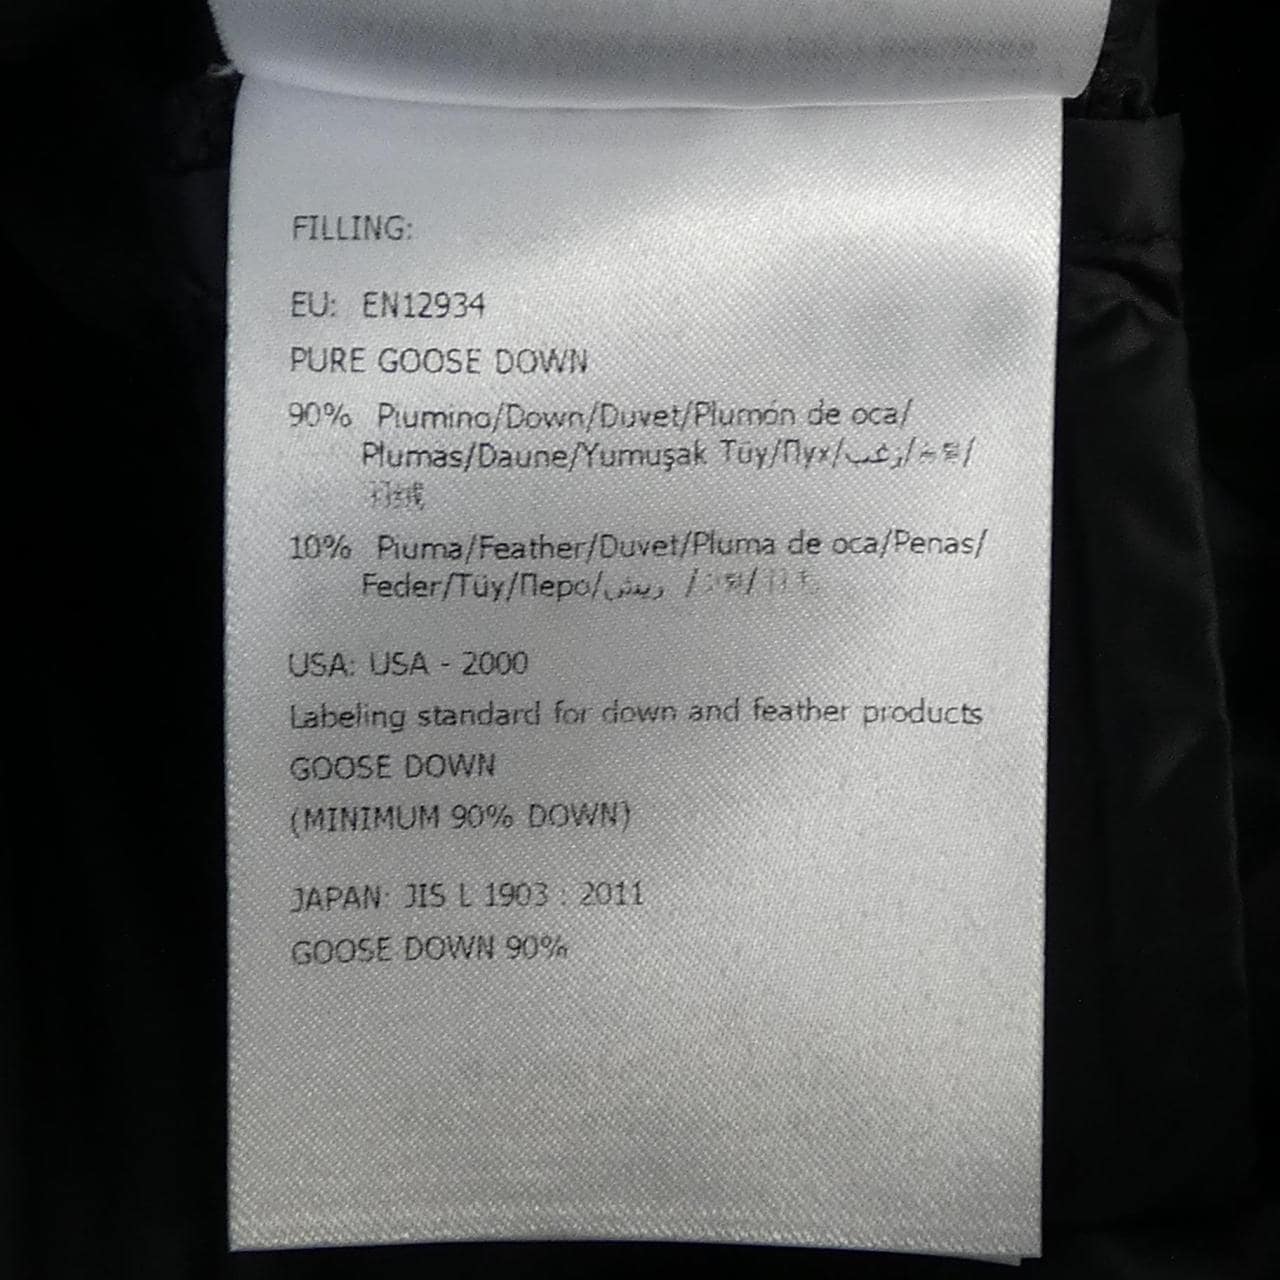 FILLING:
EU: EN12934
PURE GOOSE DOWN
90% Piumino/Down/Duvet/Plumón de oca/
Plumas/Daune/Yumuşak Tüy/Пух/زغب/
10% Piuma/Feather/Duvet/Pluma de oca/Penas/
Feder/Tüy/Перо/ريش /
USA: USA - 2000
Labeling standard for down and feather products
GOOSE DOWN
(MINIMUM 90% DOWN)
JAPAN: JIS L 1903 : 2011
GOOSE DOWN 90%